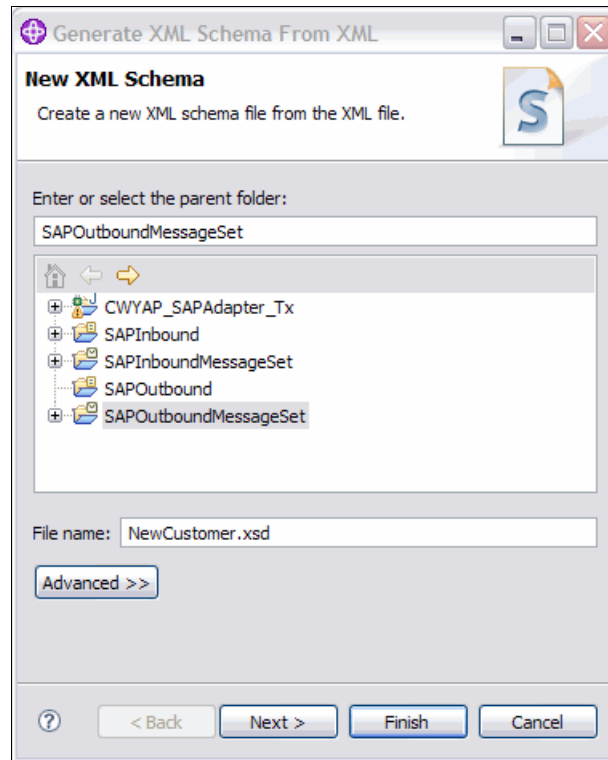 Generate XML Schema From XML
New XML Schema
Create a new XML schema file from the XML file.
S
Enter or select the parent folder:
SAPOutboundMessageSet
CWYAP_SAPAdapter_Tx
SAPInbound
SAPInboundMessageSet
SAPOutbound
SAPOutboundMessageSet
File name: NewCustomer.xsd
Advanced >>
? < Back Next > Finish Cancel